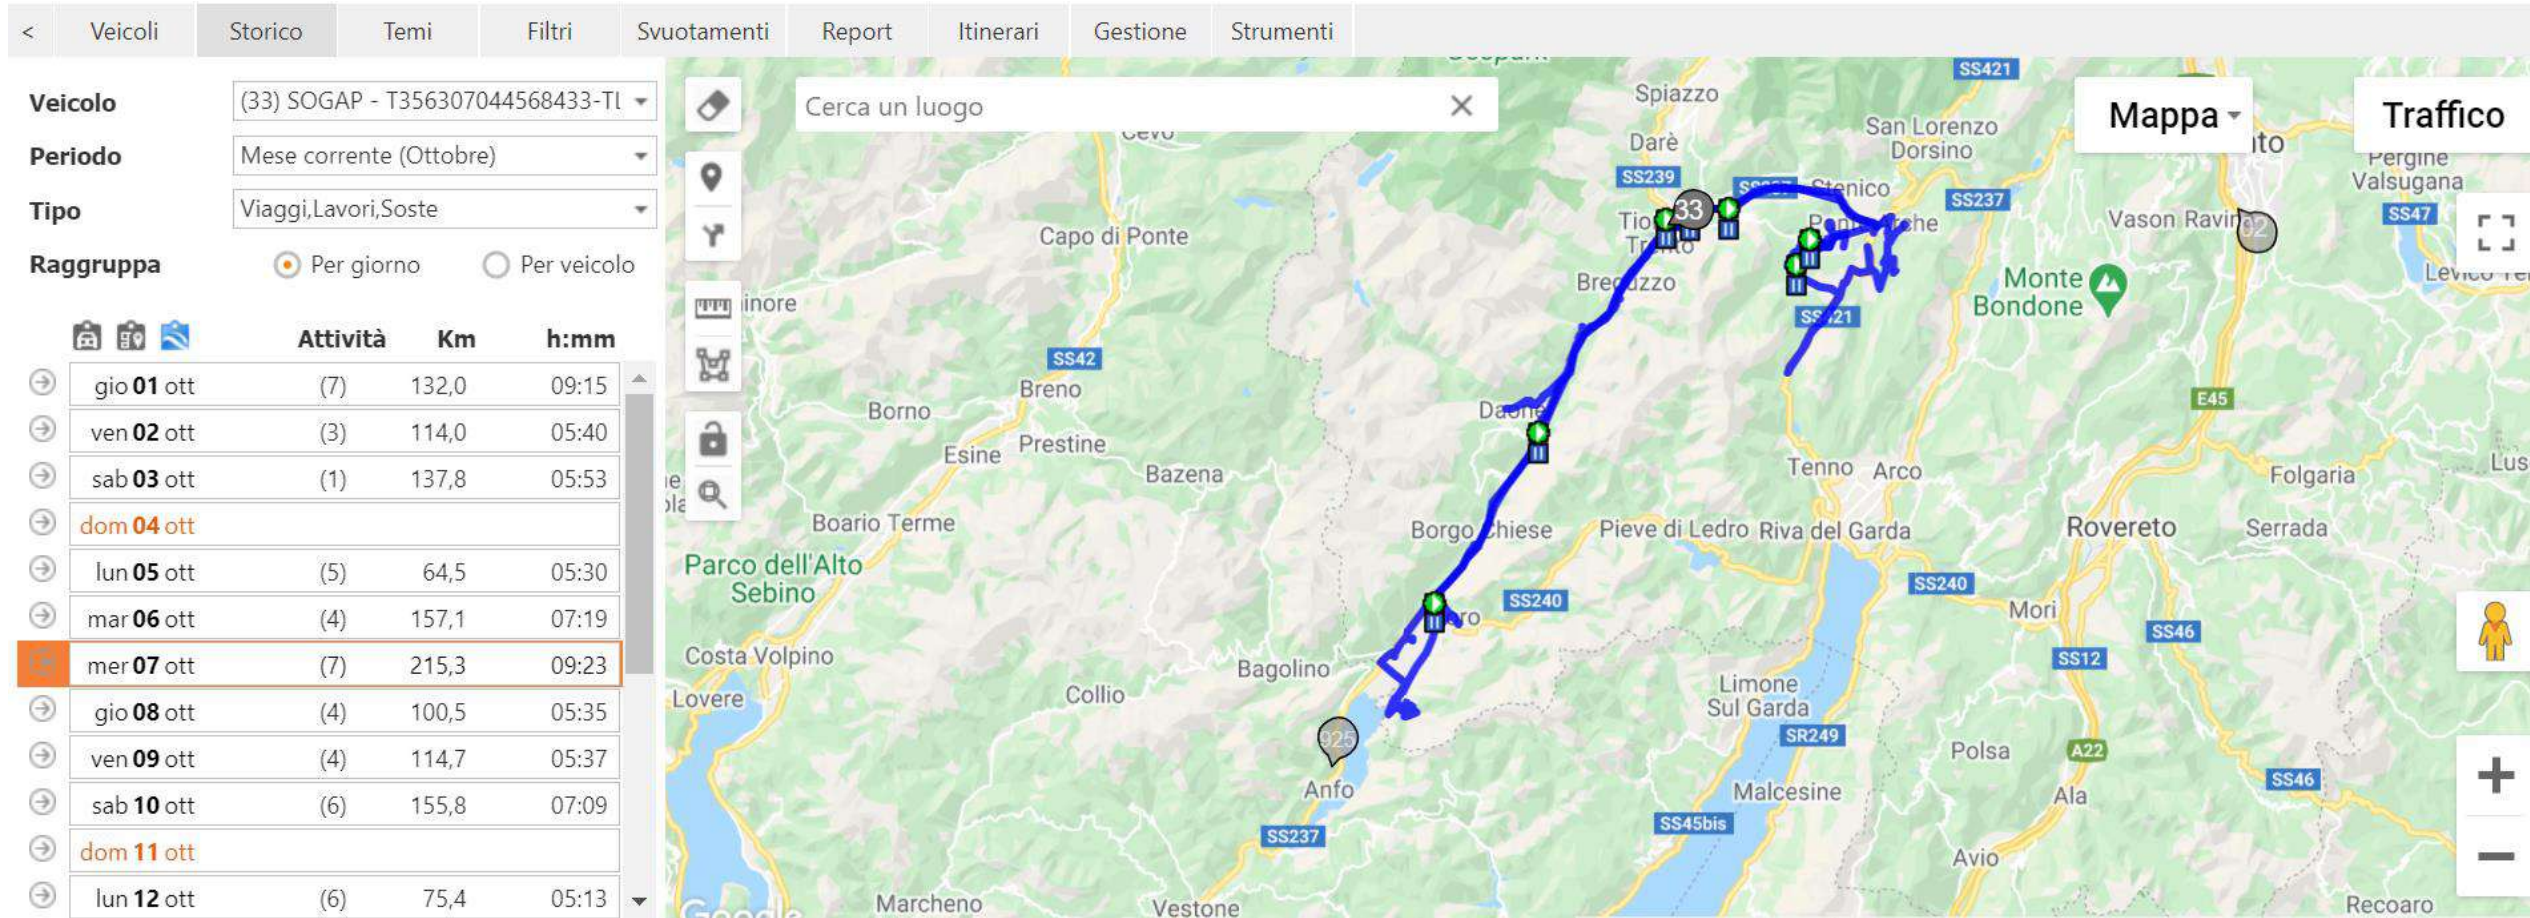 < Veicoli Storico Temi Filtri Svuotamenti Report Itinerari Gestione Strumenti
Veicolo (33) SOGAP - T356307044568433-TL
Periodo Mese corrente (Ottobre)
Tipo Viaggi,Lavori,Soste
Raggruppa Per giorno Per veicolo
Attività Km h:mm
gio 01 ott (7) 132,0 09:15
ven 02 ott (3) 114,0 05:40
sab 03 ott (1) 137,8 05:53
dom 04 ott
lun 05 ott (5) 64,5 05:30
mar 06 ott (4) 157,1 07:19
mer 07 ott (7) 215,3 09:23
gio 08 ott (4) 100,5 05:35
ven 09 ott (4) 114,7 05:37
sab 10 ott (6) 155,8 07:09
dom 11 ott
lun 12 ott (6) 75,4 05:13
Cerca un luogo
Mappa
Traffico
SS421
Spiazzo
San Lorenzo
Dorsino
Darè
Pergine
Valsugana
SS239
Stenico
SS237
SS47
33
Vason
92
Capo di Ponte
Monte
Bondone
SS42
Breno
Borno
E45
Prestine
Esine
Bazena
Tenno
Arco
Folgaria
Boario Terme
Borgo Chiese
Pieve di Ledro
Riva del Garda
Rovereto
Serrada
Parco dell'Alto
Sebino
SS240
SS240
Mori
SS46
SS12
Costa Volpino
Bagolino
Lovere
Collio
Limone
Sul Garda
SR249
925
Polsa
A22
SS46
Anfo
Malcesine
Ala
SS237
SS45bis
Avio
Marcheno
Vestone
Recoaro
Google